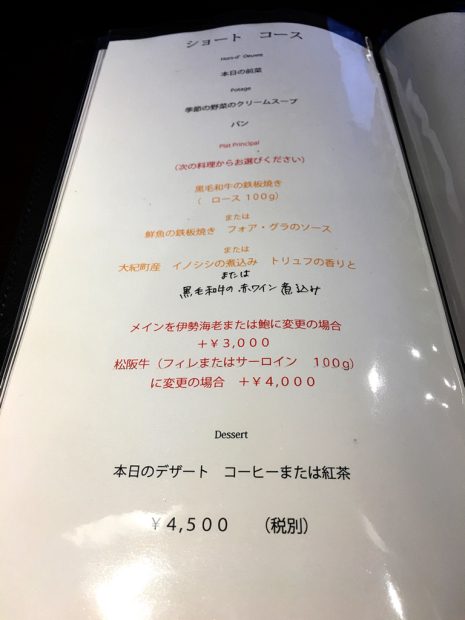 ショート　コース
Hors-d' Oeuvre
本日の前菜
Potage
季節の野菜のクリームスープ
パン
Plat Principal
（次の料理からお選びください）
黒毛和牛の鉄板焼き
（　ロース １００ｇ）
または
鮮魚の鉄板焼き　フォア・グラのソース
または
大紀町産　イノシシの煮込み　トリュフの香りと
または
黒毛和牛の 赤ワイン 煮込み
メインを伊勢海老または鮑に変更の場合
＋￥３,０００
松阪牛（フィレまたはサーロイン　１００ｇ）
に変更の場合　＋￥４,０００
Dessert
本日のデザート　コーヒーまたは紅茶
￥４,５００　（税別）